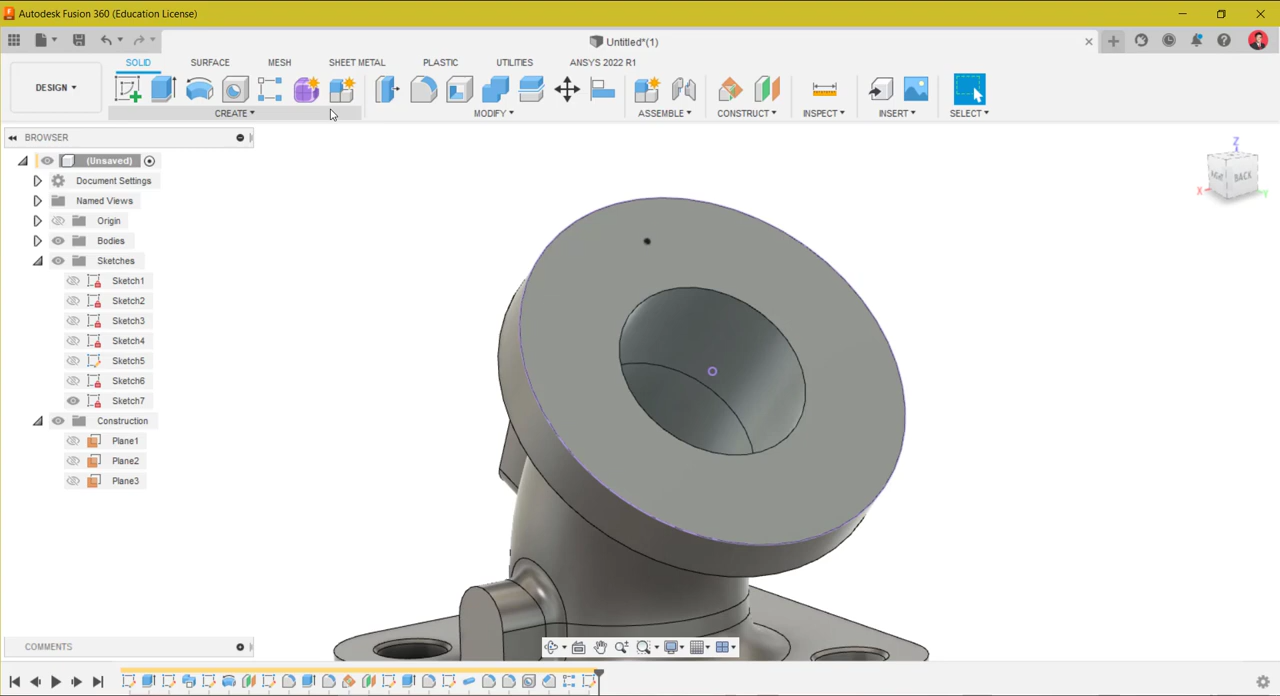 Autodesk Fusion 360 (Education License)
Untitled*(1)
DESIGN
SOLID
SURFACE
MESH
SHEET METAL
PLASTIC
UTILITIES
ANSYS 2022 R1
CREATE
MODIFY
ASSEMBLE
CONSTRUCT
INSPECT
INSERT
SELECT
BROWSER
(Unsaved)
Document Settings
Named Views
Origin
Bodies
Sketches
Sketch1
Sketch2
Sketch3
Sketch4
Sketch5
Sketch6
Sketch7
Construction
Plane1
Plane2
Plane3
Z
BACK
X
Y
COMMENTS